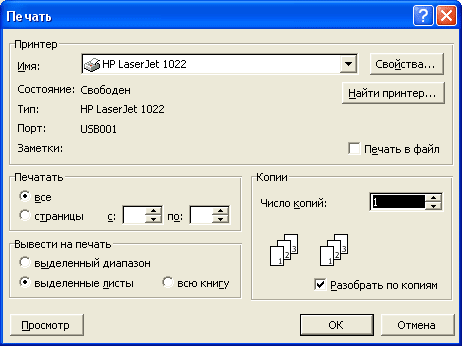 Печать
Принтер
Имя: HP LaserJet 1022 Свойства...
Состояние: Свободен Найти принтер...
Тип: HP LaserJet 1022
Порт: USB001
Заметки: Печать в файл
Печатать
все
страницы с: по:
Копии
Число копий: 1
1 2 3 1 2 3
Разобрать по копиям
Вывести на печать
выделенный диапазон
выделенные листы всю книгу
Просмотр OK Отмена